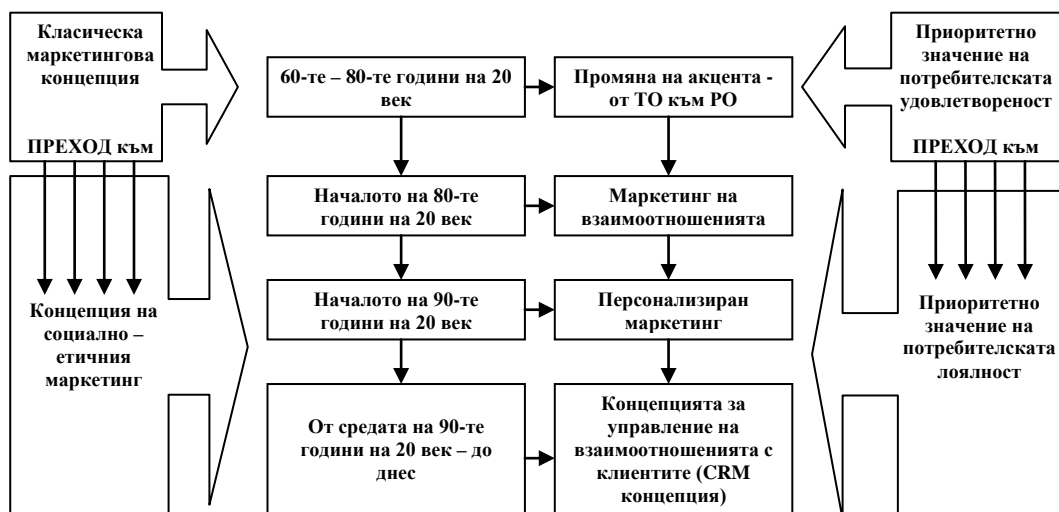 Класическа
маркетингова
концепция
ПРЕХОД към
Концепция на
социално –
етичния
маркетинг
60-те – 80-те години на 20
век
Промяна на акцента -
от ТО към РО
Началото на 80-те
години на 20 век
Маркетинг на
взаимоотношенията
Началото на 90-те
години на 20 век
Персонализиран
маркетинг
От средата на 90-те
години на 20 век – до
днес
Концепцията за
управление на
взаимоотношенията с
клиентите (CRM
концепция)
Приоритетно
значение на
потребителската
удовлетвореност
ПРЕХОД към
Приоритетно
значение на
потребителската
лоялност